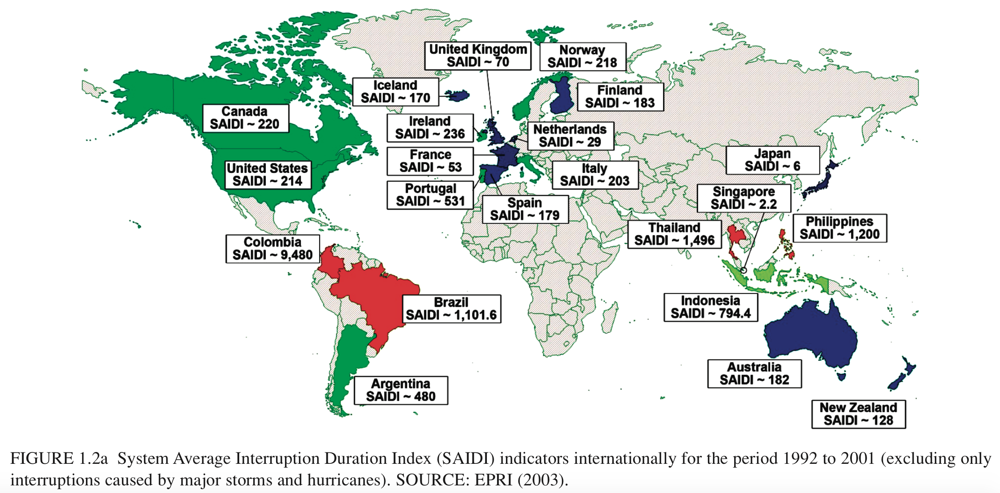 United Kingdom
SAIDI ~ 70
Norway
SAIDI ~ 218
Iceland
SAIDI ~ 170
Finland
SAIDI ~ 183
Canada
SAIDI ~ 220
Ireland
SAIDI ~ 236
Netherlands
SAIDI ~ 29
France
SAIDI ~ 53
Japan
SAIDI ~ 6
United States
SAIDI ~ 214
Italy
SAIDI ~ 203
Portugal
SAIDI ~ 531
Singapore
SAIDI ~ 2.2
Spain
SAIDI ~ 179
Philippines
SAIDI ~ 1,200
Thailand
SAIDI ~ 1,496
Colombia
SAIDI ~ 9,480
Brazil
SAIDI ~ 1,101.6
Indonesia
SAIDI ~ 794.4
Australia
SAIDI ~ 182
Argentina
SAIDI ~ 480
New Zealand
SAIDI ~ 128
FIGURE 1.2a System Average Interruption Duration Index (SAIDI) indicators internationally for the period 1992 to 2001 (excluding only
interruptions caused by major storms and hurricanes). SOURCE: EPRI (2003).